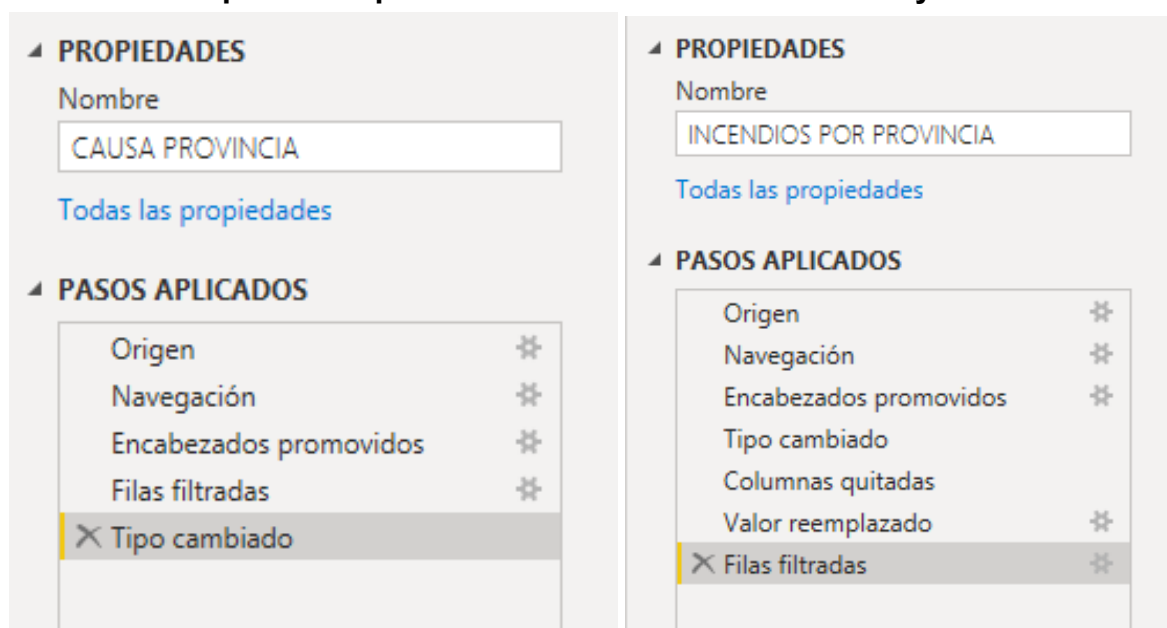 PROPIEDADES
Nombre
CAUSA PROVINCIA
Todas las propiedades
PASOS APLICADOS
Origen
Navegación
Encabezados promovidos
Filas filtradas
Tipo cambiado
PROPIEDADES
Nombre
INCENDIOS POR PROVINCIA
Todas las propiedades
PASOS APLICADOS
Origen
Navegación
Encabezados promovidos
Tipo cambiado
Columnas quitadas
Valor reemplazado
Filas filtradas